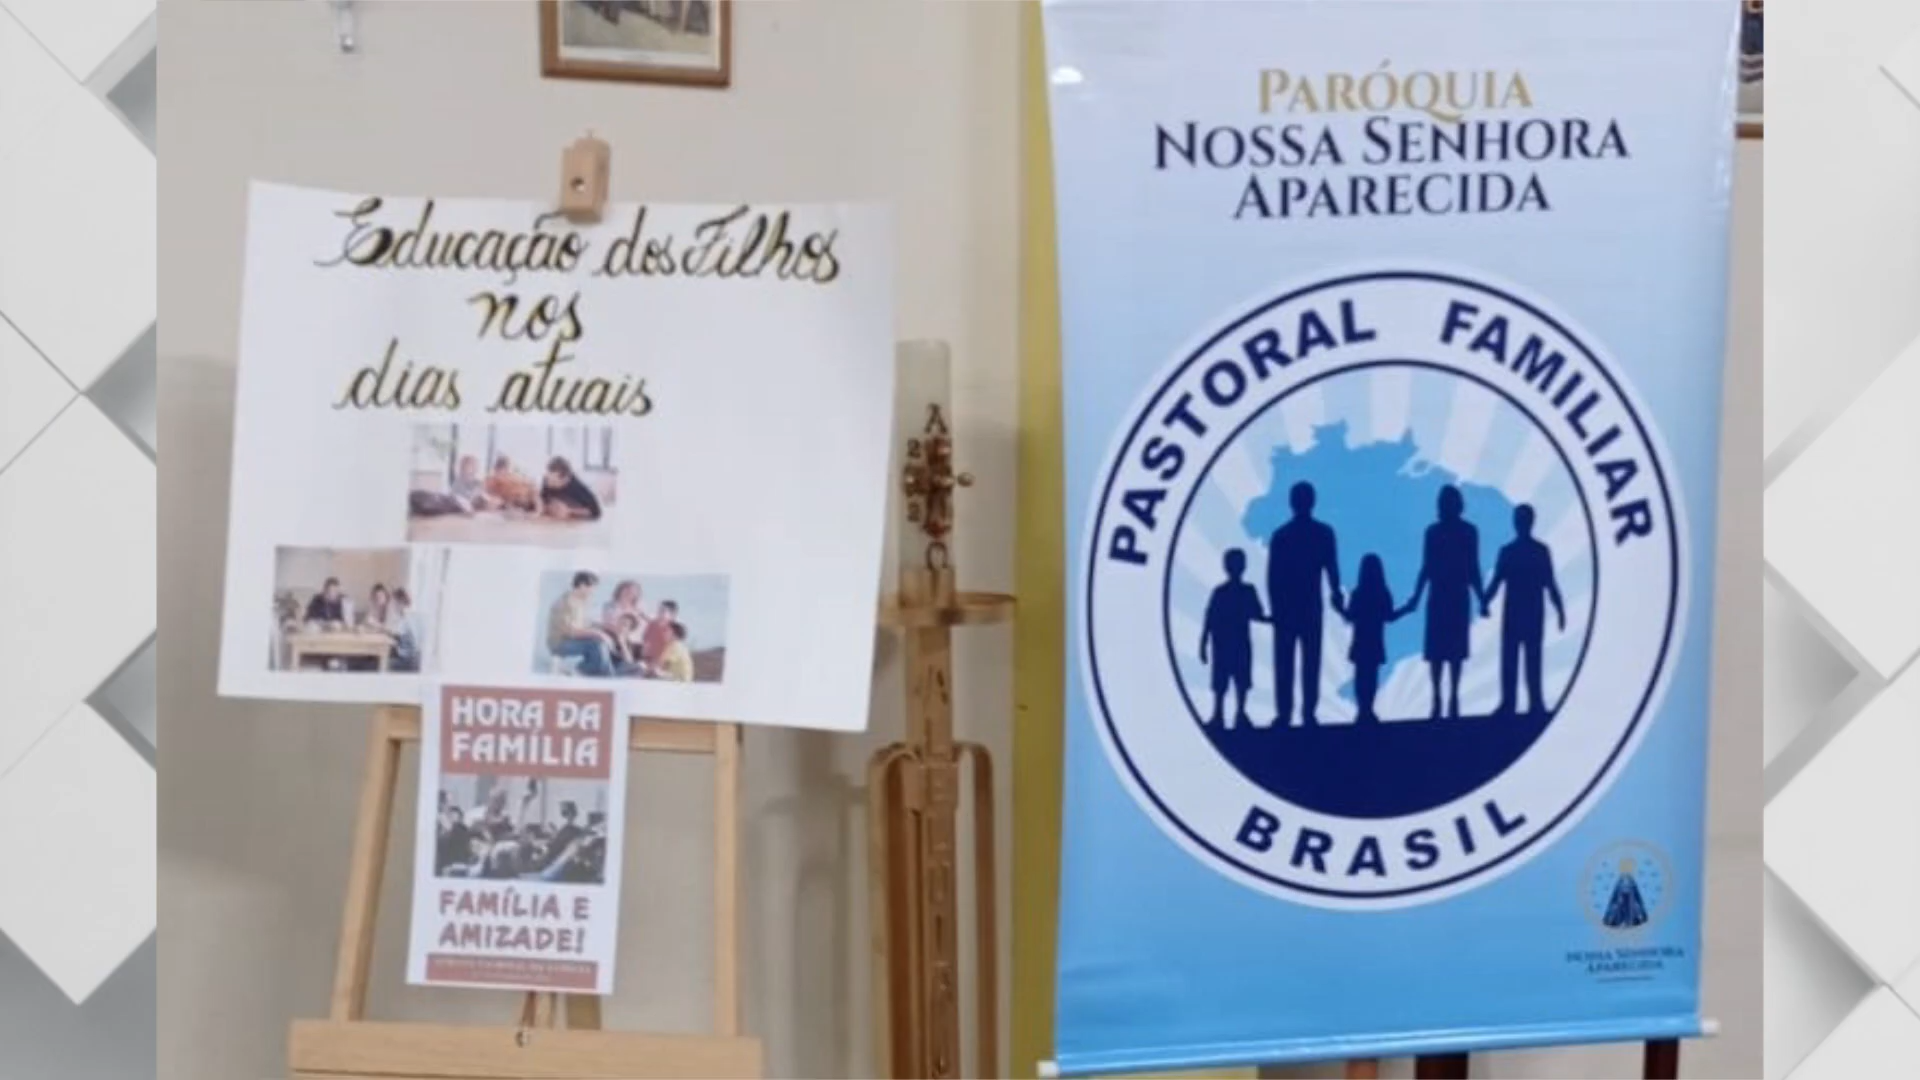 Educação dos Filhos
nos
dias atuais
HORA DA
FAMÍLIA
FAMÍLIA E
AMIZADE!
A
Ω
PARÓQUIA
NOSSA SENHORA
APARECIDA
PASTORAL FAMILIAR
BRASIL
NOSSA SENHORA
APARECIDA